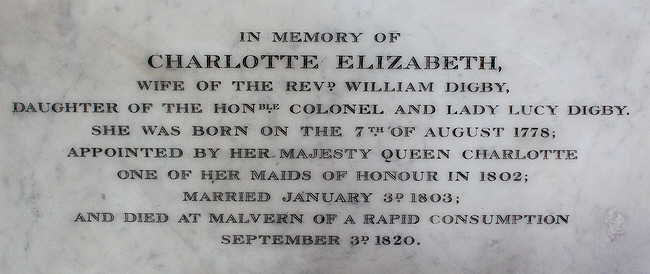 IN MEMORY OF
CHARLOTTE ELIZABETH,
WIFE OF THE REVD. WILLIAM DIGBY,
DAUGHTER OF THE HONBLE. COLONEL AND LADY LUCY DIGBY.
SHE WAS BORN ON THE 7TH OF AUGUST 1778;
APPOINTED BY HER MAJESTY QUEEN CHARLOTTE
ONE OF HER MAIDS OF HONOUR IN 1802;
MARRIED JANUARY 3D. 1803;
AND DIED AT MALVERN OF A RAPID CONSUMPTION
SEPTEMBER 3D. 1820.